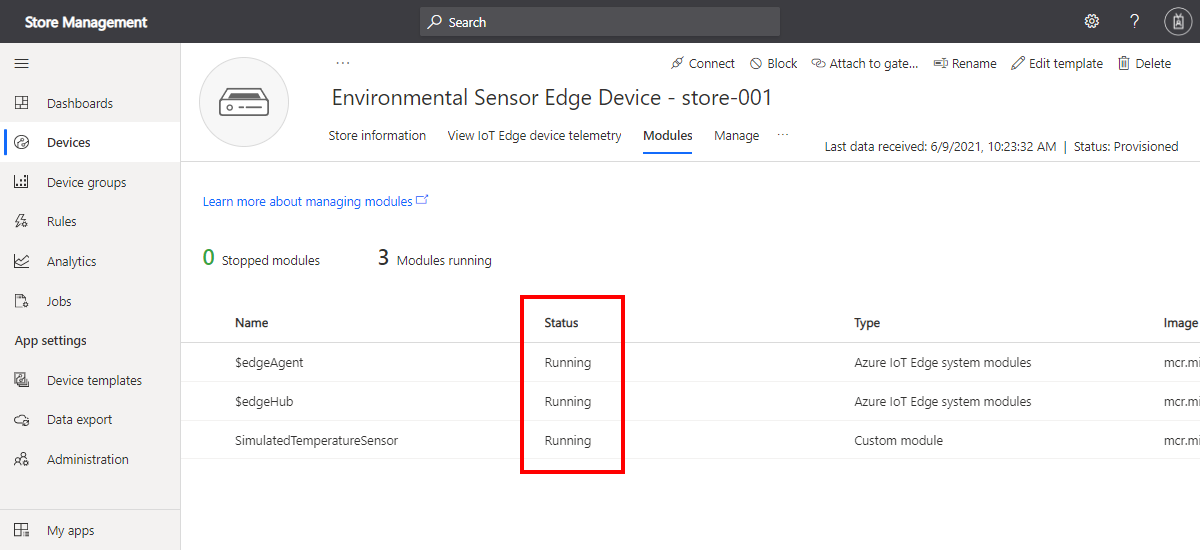 Store Management
Search
?
Connect Block Attach to gate... Rename Edit template Delete
Environmental Sensor Edge Device - store-001
Store information View IoT Edge device telemetry Modules Manage ...
Last data received: 6/9/2021, 10:23:32 AM | Status: Provisioned
Dashboards
Devices
Device groups
Rules
Analytics
Jobs
App settings
Device templates
Data export
Administration
My apps
Learn more about managing modules
0 Stopped modules 3 Modules running
Name Status Type Image
$edgeAgent Running Azure IoT Edge system modules mcr.mi
$edgeHub Running Azure IoT Edge system modules mcr.mi
SimulatedTemperatureSensor Running Custom module mcr.mi